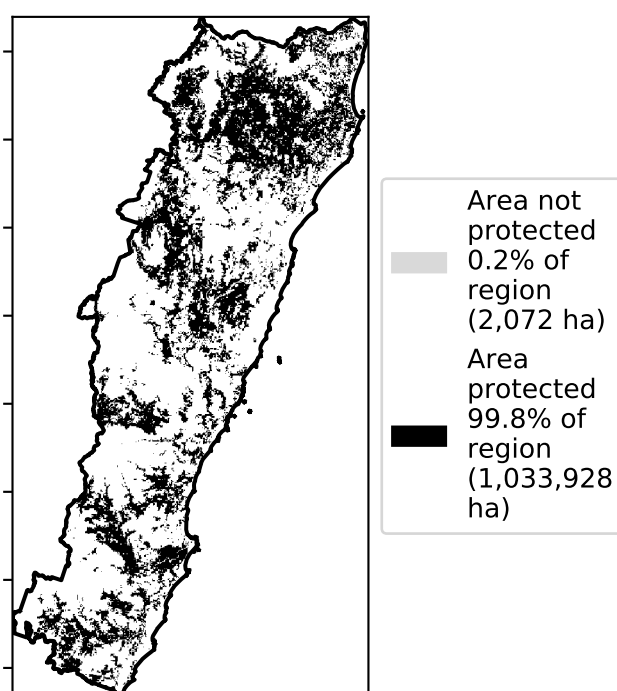 Area not
protected
0.2% of
region
(2,072 ha)
Area
protected
99.8% of
region
(1,033,928
ha)